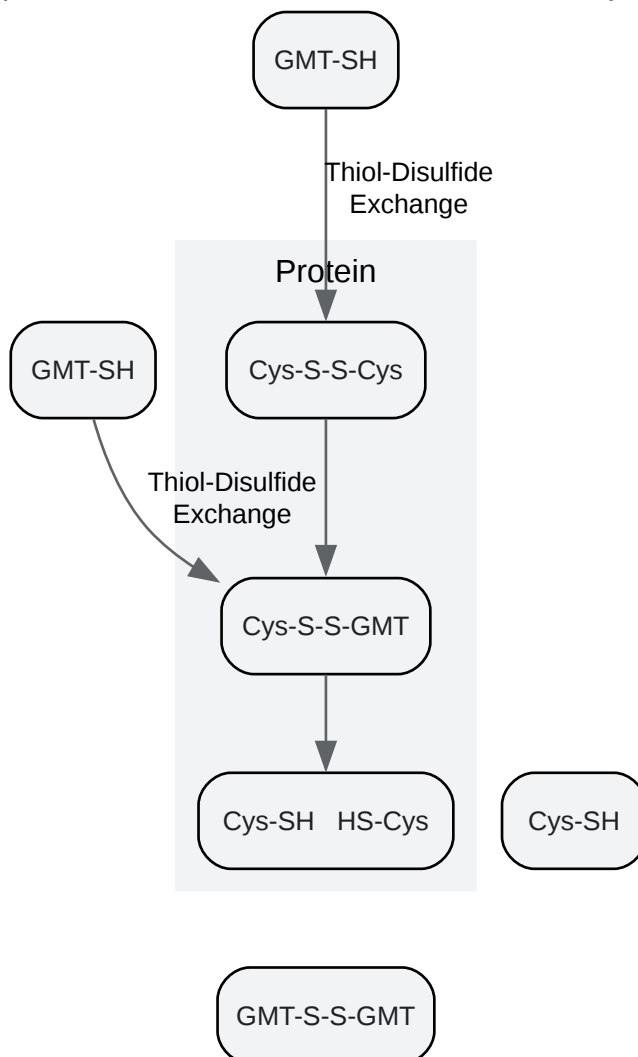 GMT-SH
Thiol-Disulfide
Exchange
Protein
GMT-SH
Cys-S-S-Cys
Thiol-Disulfide
Exchange
Cys-S-S-GMT
Cys-SH HS-Cys
Cys-SH
GMT-S-S-GMT